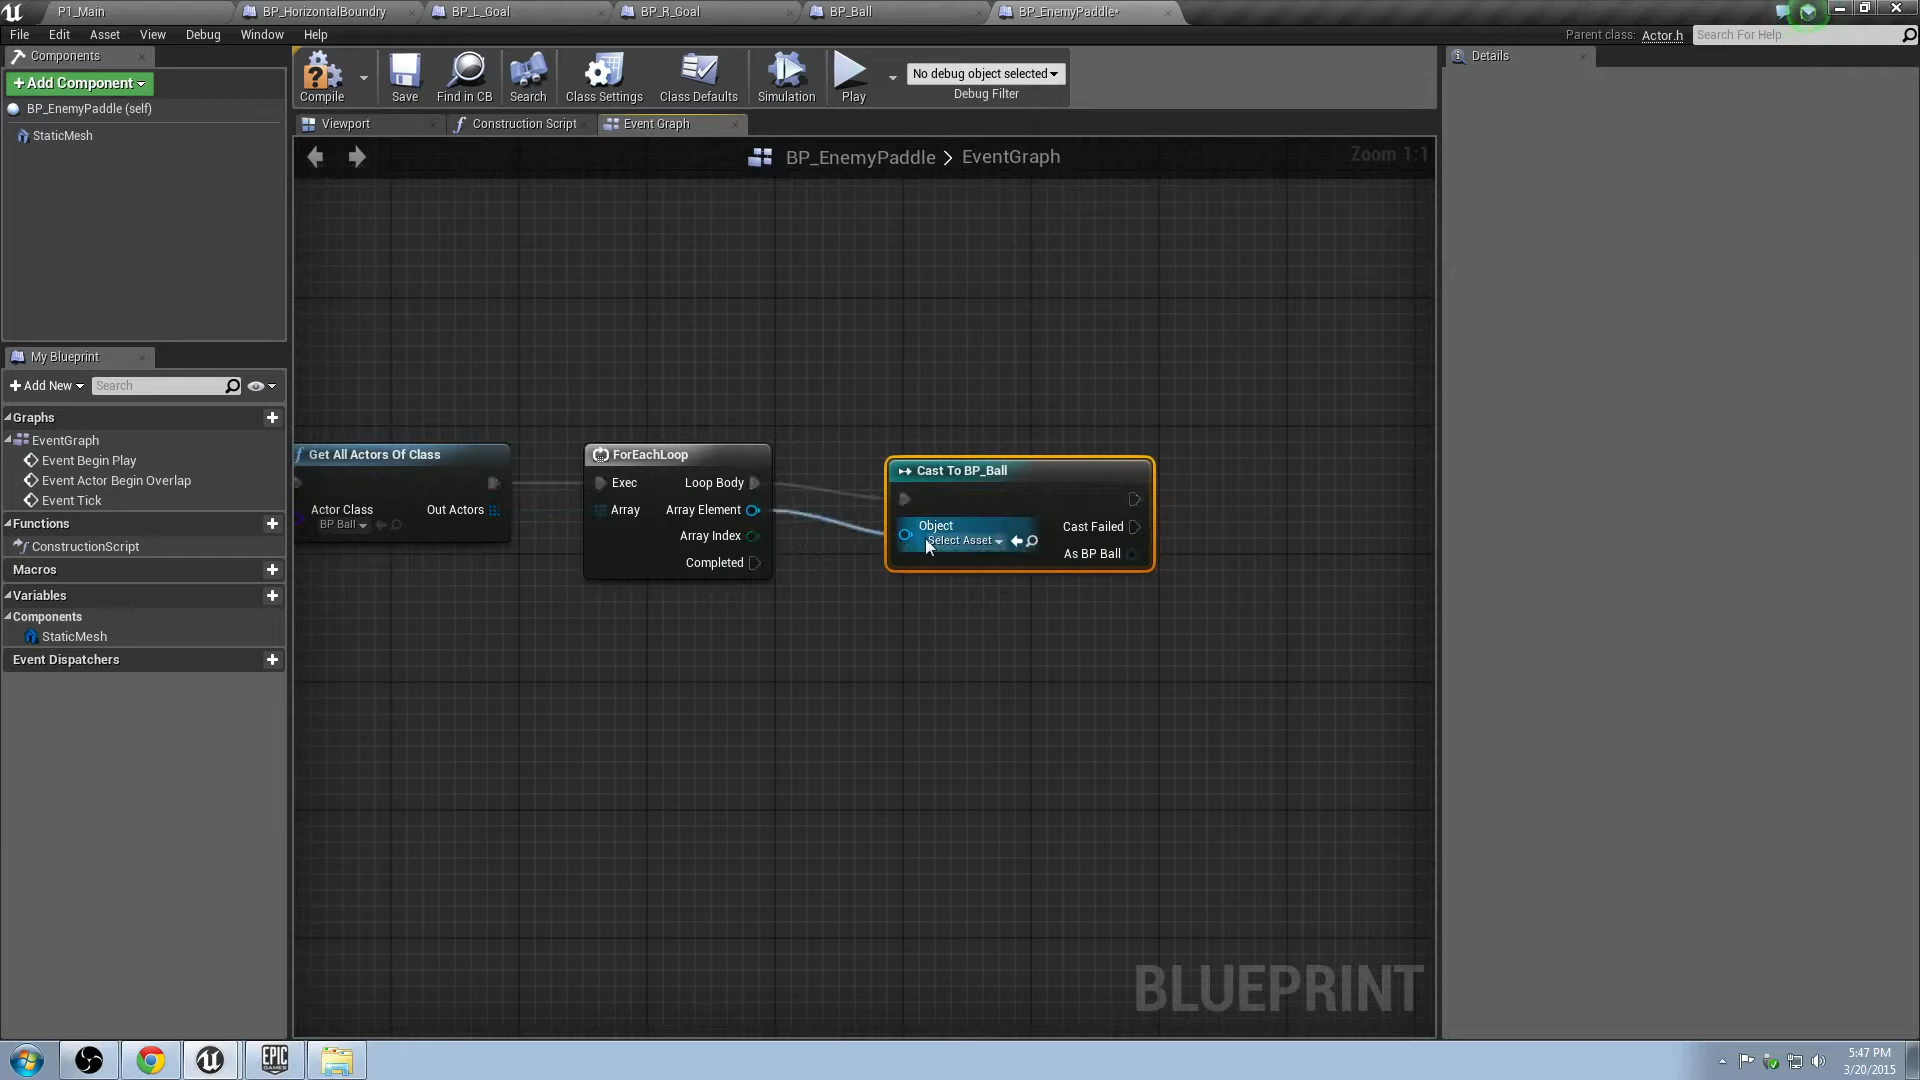 P1_Main
BP_HorizontalBoundry
BP_L_Goal
BP_R_Goal
BP_Ball
BP_EnemyPaddle*
File Edit Asset View Debug Window Help
Parent class: Actor.h
Search For Help
Components
Details
+Add Component
BP_EnemyPaddle (self)
StaticMesh
Compile
Save
Find in CB
Search
Class Settings
Class Defaults
Simulation
Play
No debug object selected
Debug Filter
Viewport
Construction Script
Event Graph
BP_EnemyPaddle > EventGraph
Zoom 1:1
My Blueprint
+Add New
Search
Graphs
EventGraph
Event Begin Play
Event Actor Begin Overlap
Event Tick
Functions
ConstructionScript
Macros
Variables
Components
StaticMesh
Event Dispatchers
Get All Actors Of Class
Actor Class
BP Ball
Out Actors
ForEachLoop
Exec
Loop Body
Array
Array Element
Array Index
Completed
Cast To BP_Ball
Object
Select Asset
Cast Failed
As BP Ball
BLUEPRINT
EPIC
GAMES
5:47 PM
3/20/2015